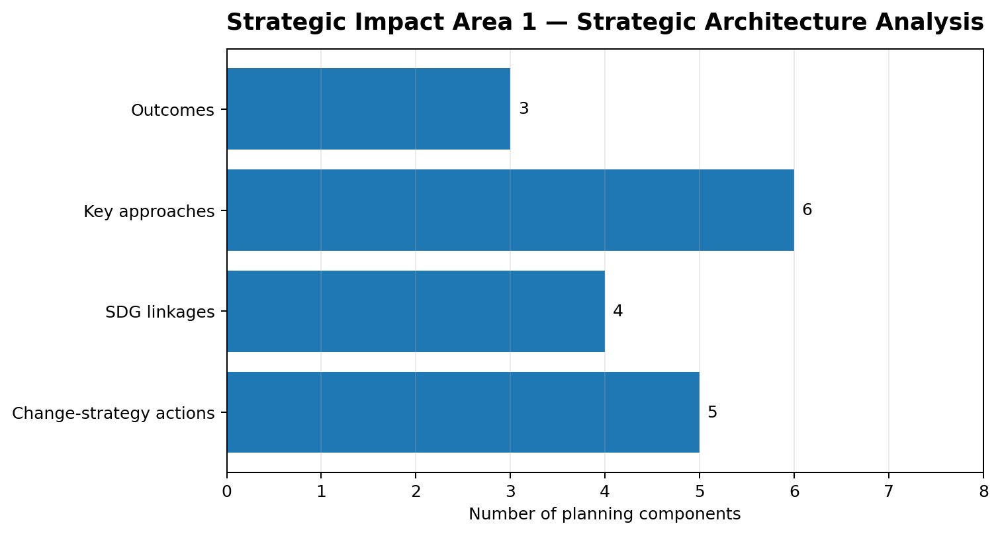 Strategic Impact Area 1 — Strategic Architecture Analysis
Outcomes
3
Key approaches
6
SDG linkages
4
Change-strategy actions
5
0 1 2 3 4 5 6 7 8
Number of planning components